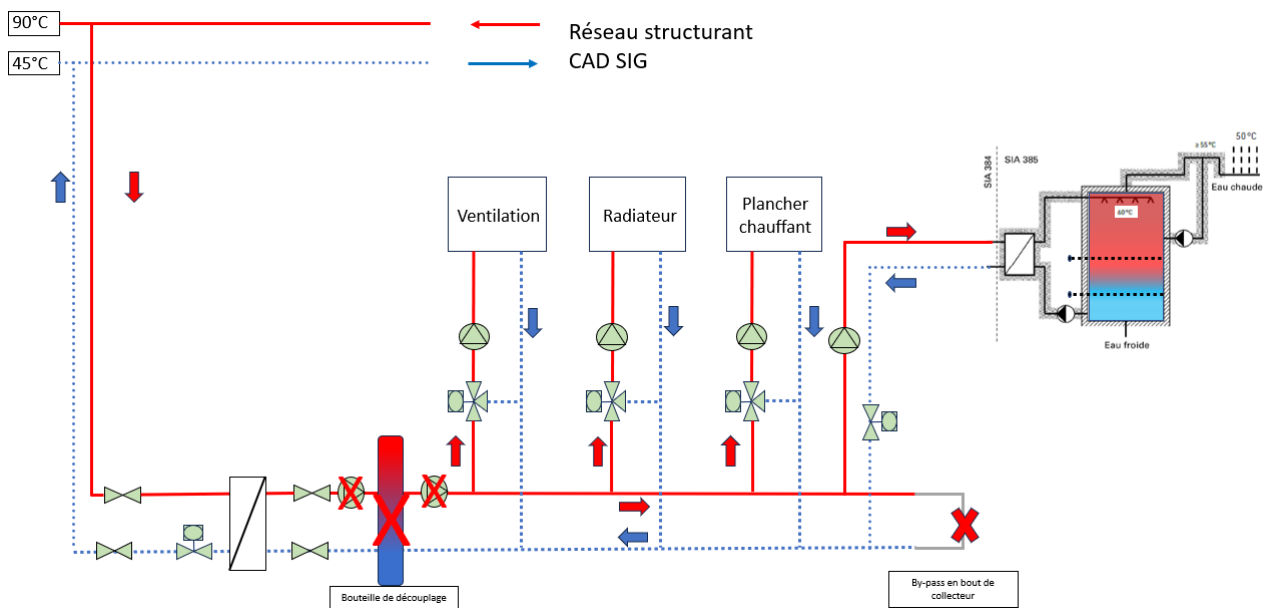 90°C
45°C
Réseau structurant
CAD SIG
Ventilation
Radiateur
Plancher
chauffant
SIA 384
SIA 385
≥ 55°C
50°C
Eau chaude
60°C
Eau froide
Bouteille de découplage
By-pass en bout de
collecteur